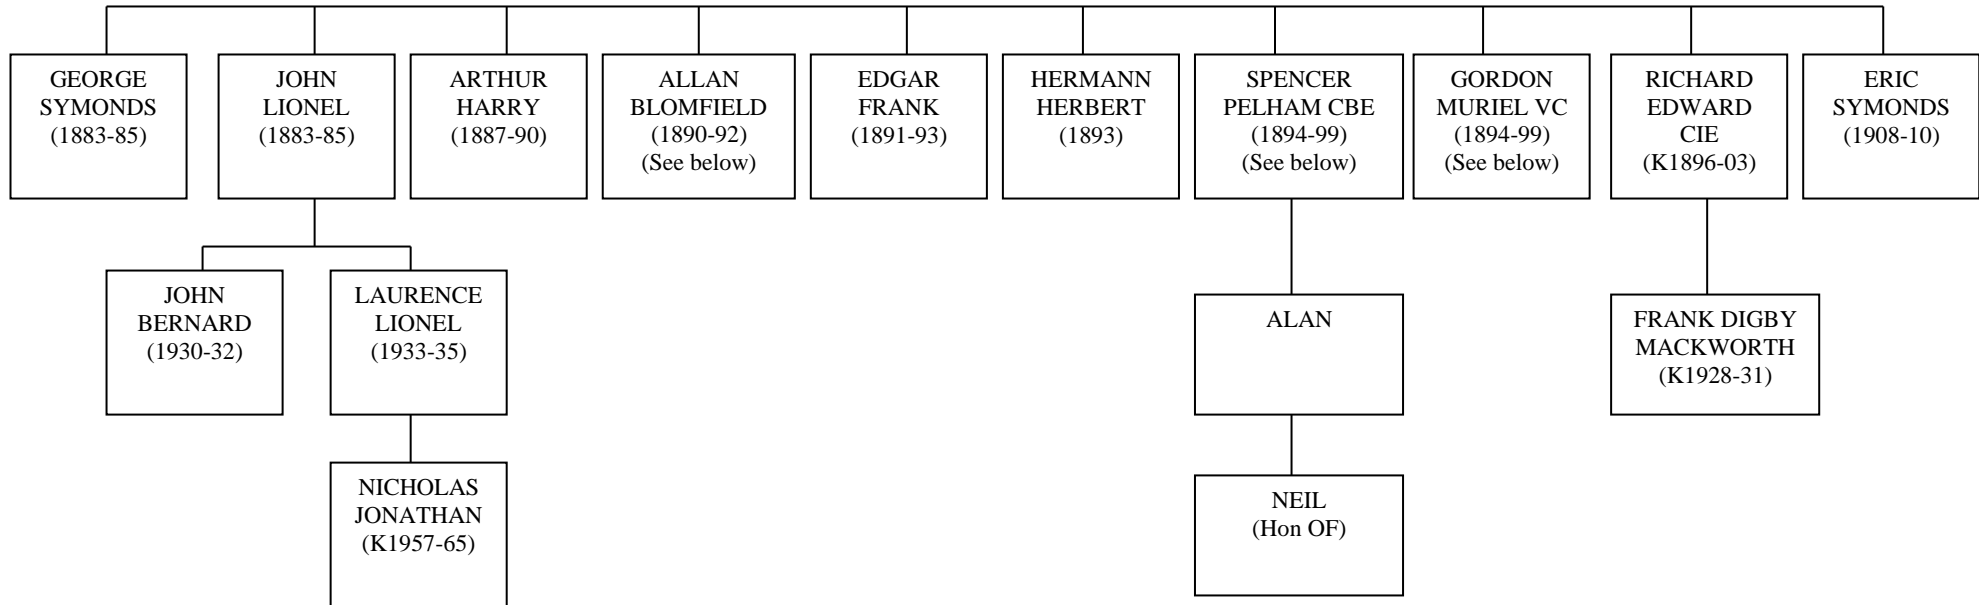 GEORGE
SYMONDS
(1883-85)
JOHN
LIONEL
(1883-85)
ARTHUR
HARRY
(1887-90)
ALLAN
BLOMFIELD
(1890-92)
(See below)
EDGAR
FRANK
(1891-93)
HERMANN
HERBERT
(1893)
SPENCER
PELHAM CBE
(1894-99)
(See below)
GORDON
MURIEL VC
(1894-99)
(See below)
RICHARD
EDWARD
CIE
(K1896-03)
ERIC
SYMONDS
(1908-10)
JOHN
BERNARD
(1930-32)
LAURENCE
LIONEL
(1933-35)
ALAN
FRANK DIGBY
MACKWORTH
(K1928-31)
NICHOLAS
JONATHAN
(K1957-65)
NEIL
(Hon OF)